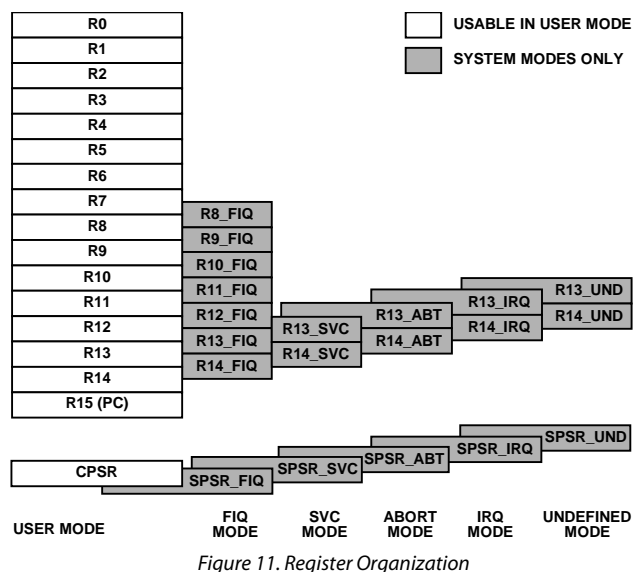 R0
R1
R2
R3
R4
R5
R6
R7
R8
R9
R10
R11
R12
R13
R14
R15 (PC)
USABLE IN USER MODE
SYSTEM MODES ONLY
R8_FIQ
R9_FIQ
R10_FIQ
R11_FIQ
R12_FIQ
R13_FIQ
R14_FIQ
R13_SVC
R14_SVC
R13_ABT
R14_ABT
R13_IRQ
R14_IRQ
R13_UND
R14_UND
CPSR
SPSR_FIQ
SPSR_SVC
SPSR_ABT
SPSR_IRQ
SPSR_UND
USER MODE
FIQ
MODE
SVC
MODE
ABORT
MODE
IRQ
MODE
UNDEFINED
MODE
Figure 11. Register Organization